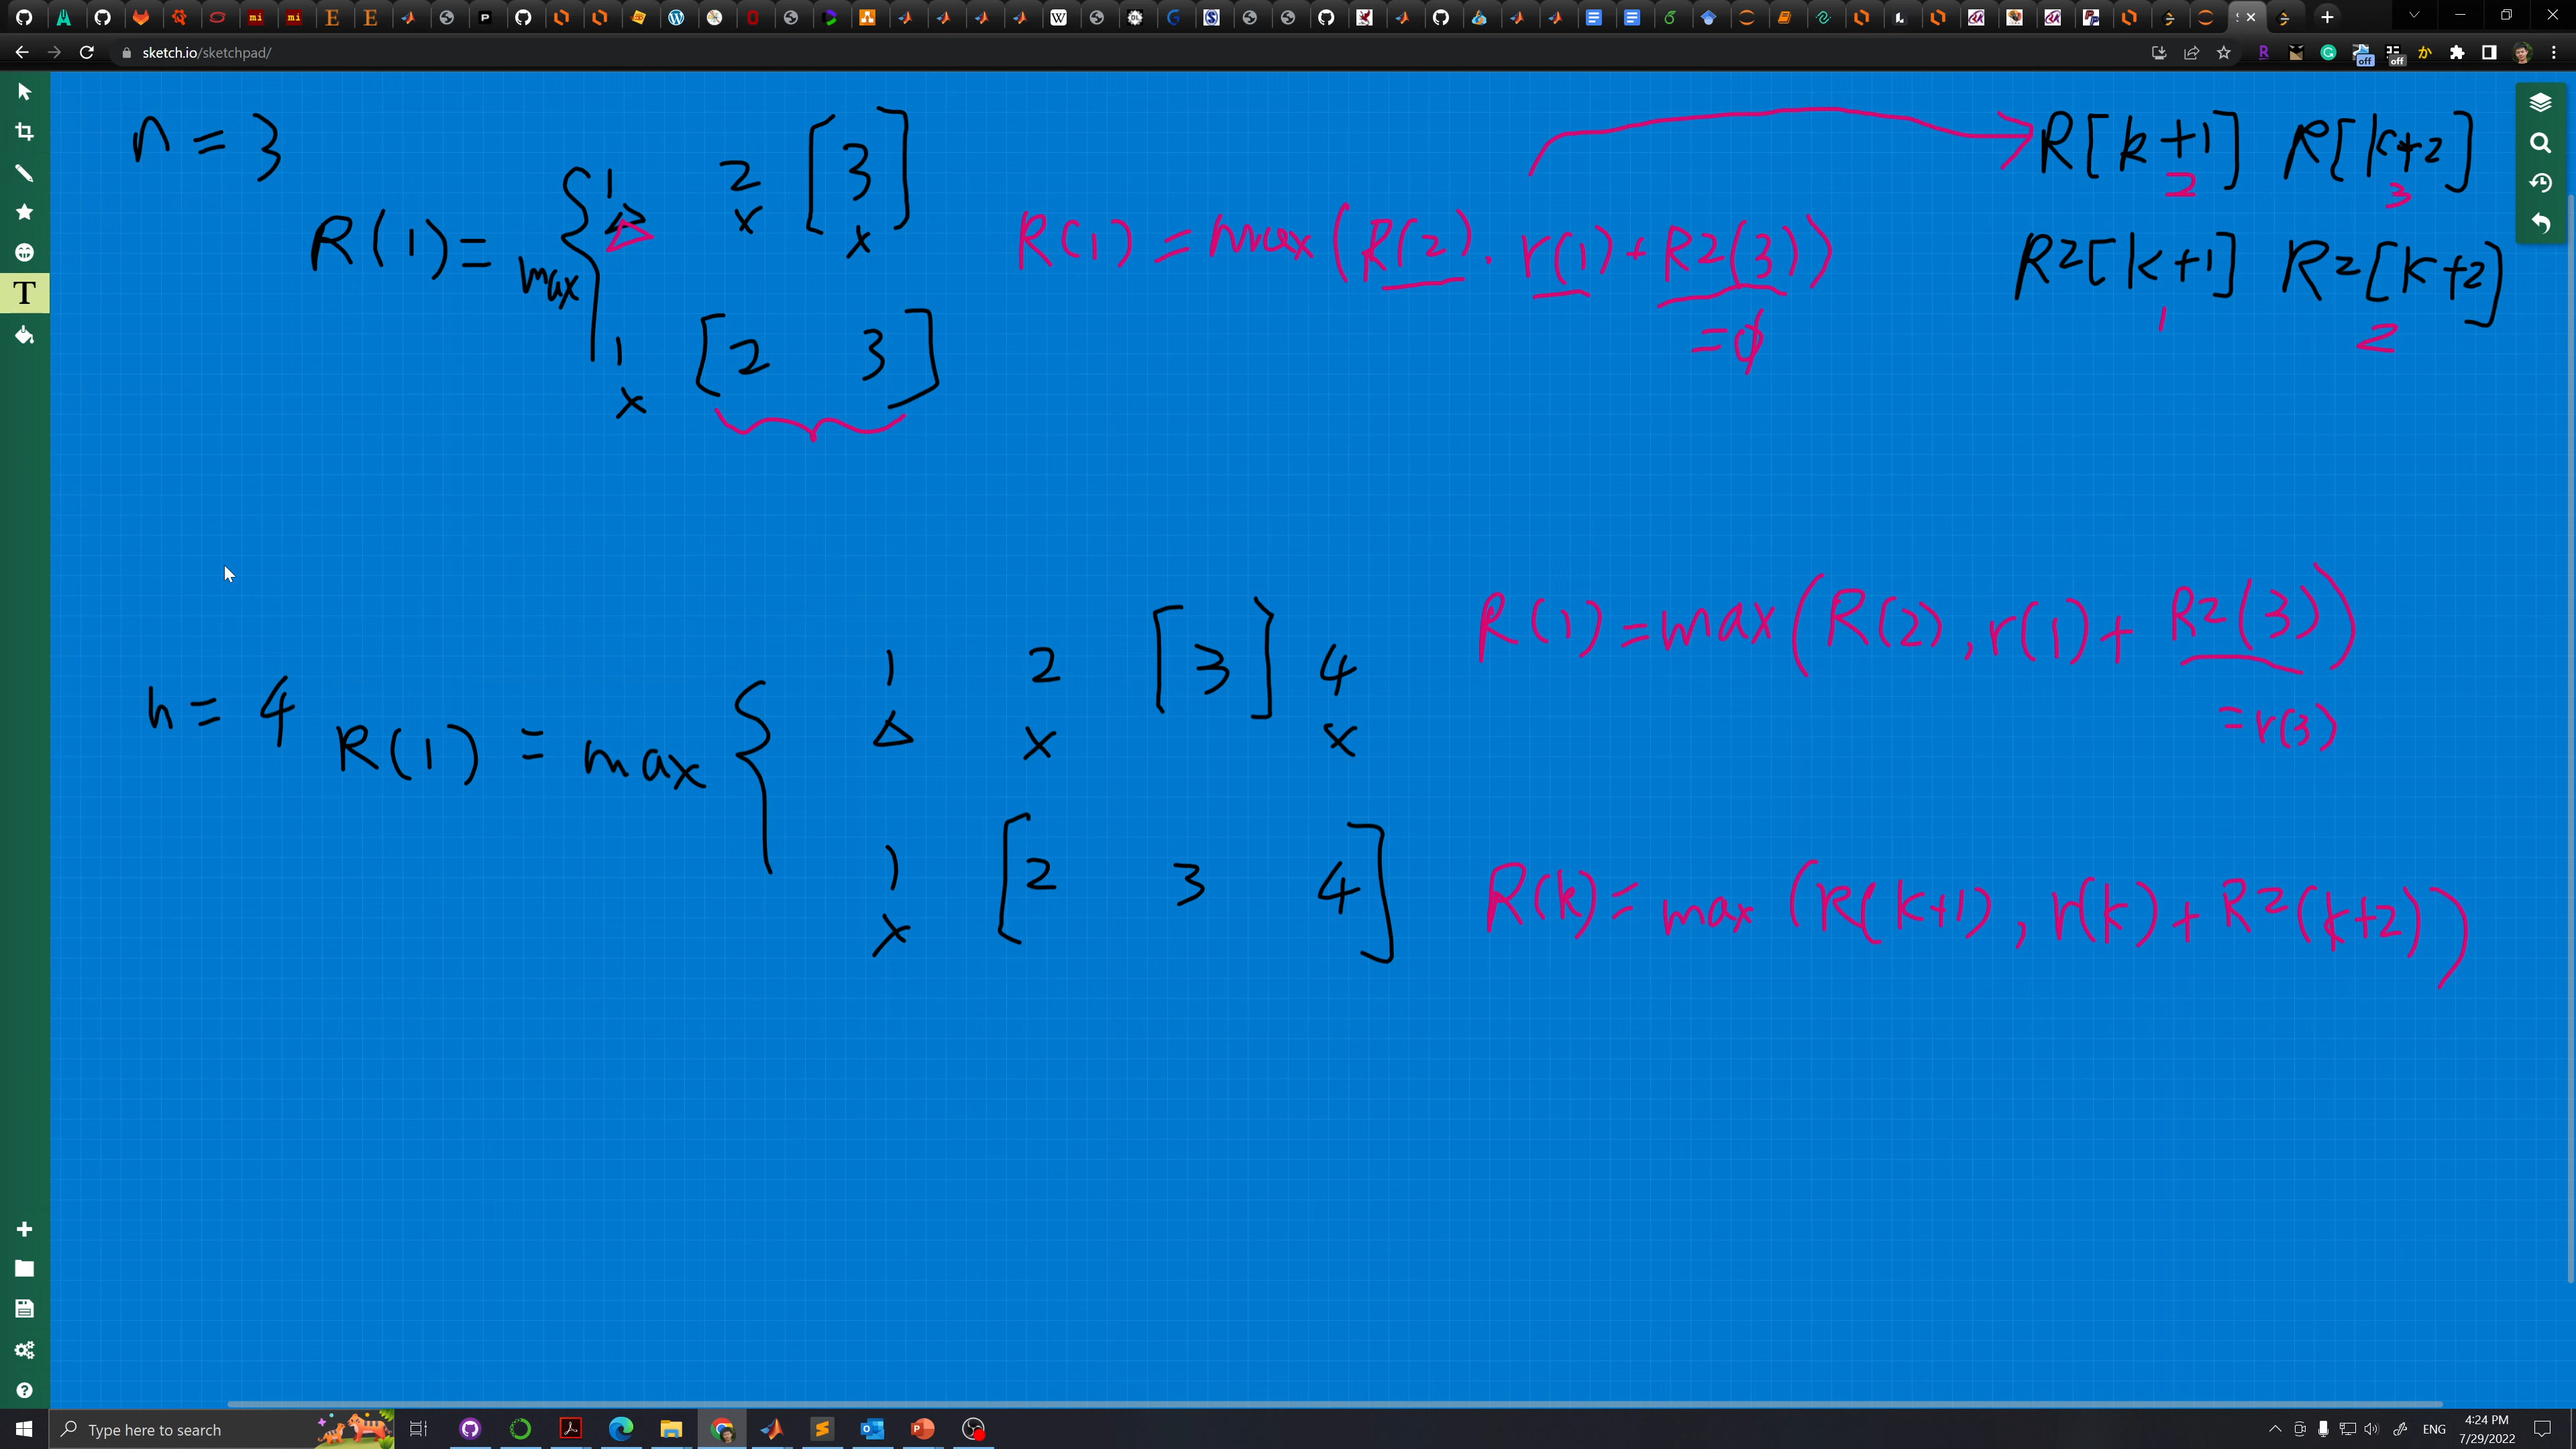 sketch.io/sketchpad/
off
off
n = 3
R(1) = max
1 2 [3]
Δ x x
1 [2 3]
x
R(1) = max(R(2). r(1) + R2(3))
= ϕ
R[k+1] R[k+2]
2 3
R2[k+1] R2[k+2]
1 2
n = 4
R(1) = max
1 2 [3] 4
Δ x x
1 [2 3 4]
x
R(1) = max(R(2), r(1) + R2(3))
= r(3)
R(k) = max (R(k+1), r(k) + R2(k+2))
T
Type here to search
ENG
4:24 PM
7/29/2022